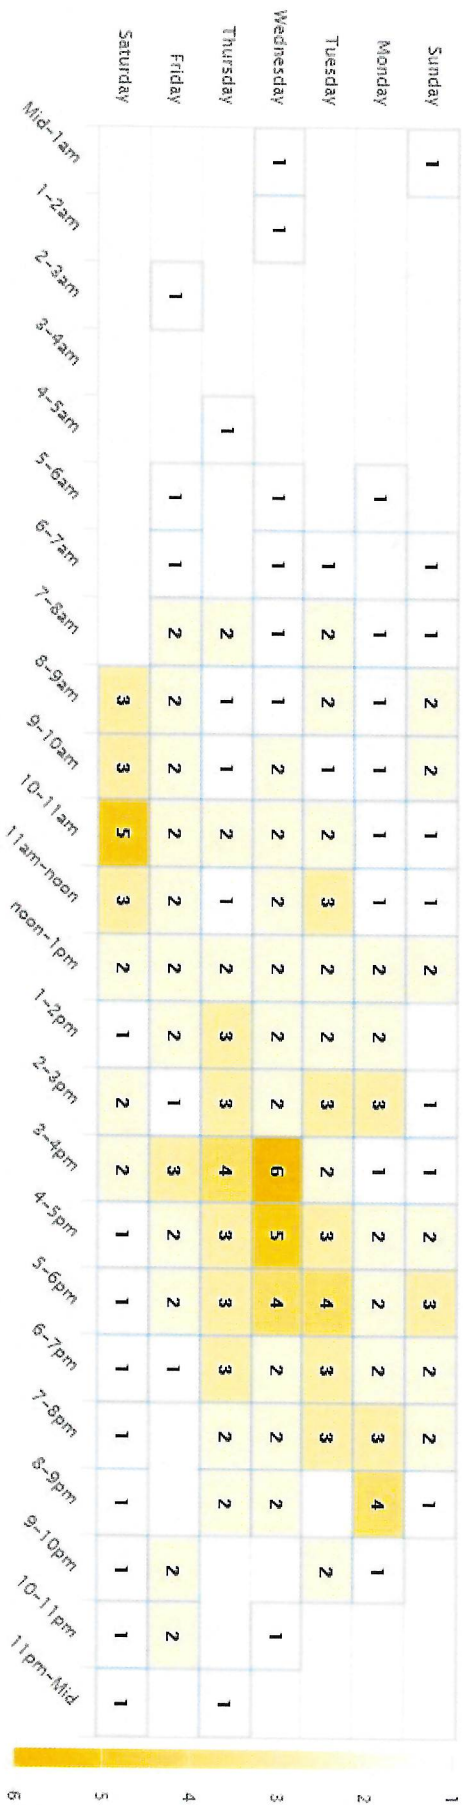 Sunday 1 1 1 2 2 1 1 2 1 1 2 3 2 2 1
Monday 1 1 1 1 1 1 2 2 3 1 2 2 2 3 4 1
Tuesday 1 2 2 1 2 3 2 2 3 2 3 4 3 3 2
Wednesday 1 1 1 1 1 1 2 2 2 2 2 2 6 5 4 2 2 2 1
Thursday 1 2 1 1 2 1 2 3 3 4 3 3 3 2 2 1
Friday 1 1 1 2 2 2 2 2 2 2 1 3 2 2 1 2 2
Saturday 3 3 5 3 2 1 2 2 1 1 1 1 1 1 1 1
Mid-1am 1-2am 2-3am 3-4am 4-5am 5-6am 6-7am 7-8am 8-9am 9-10am 10-11am 11am-noon noon-1pm 1-2pm 2-3pm 3-4pm 4-5pm 5-6pm 6-7pm 7-8pm 8-9pm 9-10pm 10-11pm 11pm-Mid
1
2
3
4
5
6